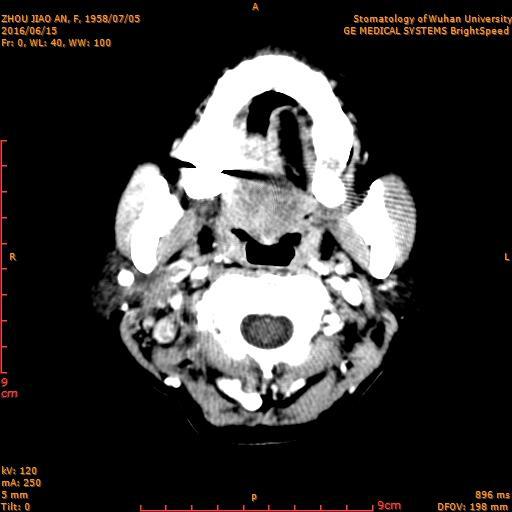 A
ZHOU JIAO AN, F, 1958/07/05
2016/06/15
Fr: 0, WL: 40, WW: 100
Stomatology of Wuhan University
GE MEDICAL SYSTEMS BrightSpeed
R
L
9
cm
kV: 120
mA: 250
5 mm
Tilt: 0
P
9cm
896 ms
DFOV: 198 mm